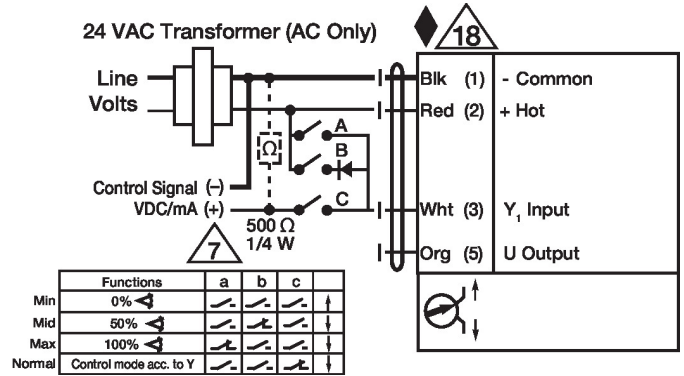 24 VAC Transformer (AC Only)
18
Line
Volts
Blk (1) - Common
Red (2) + Hot
A
Ω
B
Control Signal (–)
VDC/mA (+)
C
Wht (3) Y1 Input
500 Ω
1/4 W
7
Org (5) U Output
Functions a b c
Min 0%
Mid 50%
Max 100%
Normal Control mode acc. to Y